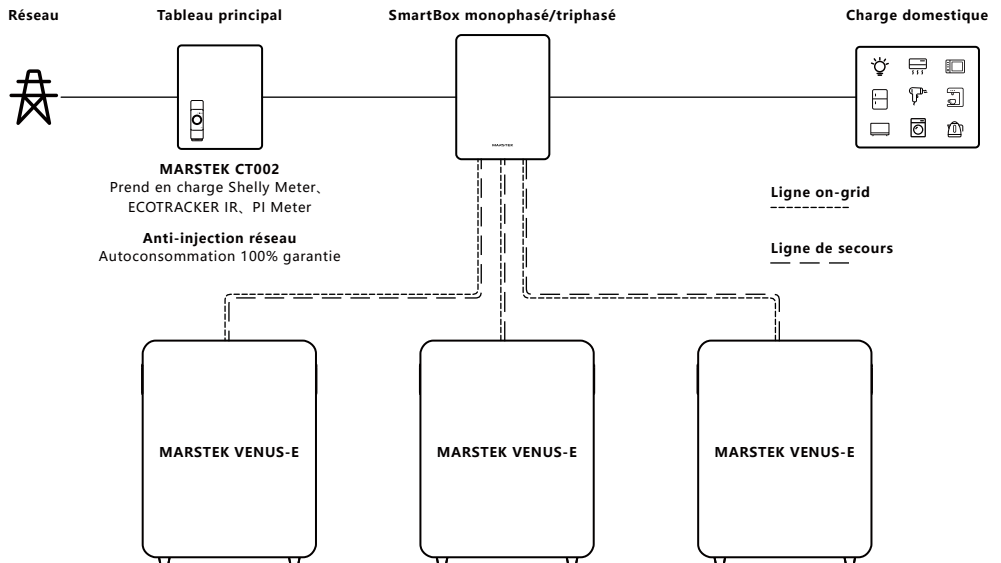 Réseau
Tableau principal
SmartBox monophasé/triphasé
Charge domestique
MARSTEK
MARSTEK CT002
Prend en charge Shelly Meter、
ECOTRACKER IR、PI Meter
Anti-injection réseau
Autoconsommation 100% garantie
Ligne on-grid
Ligne de secours
MARSTEK VENUS-E
MARSTEK VENUS-E
MARSTEK VENUS-E